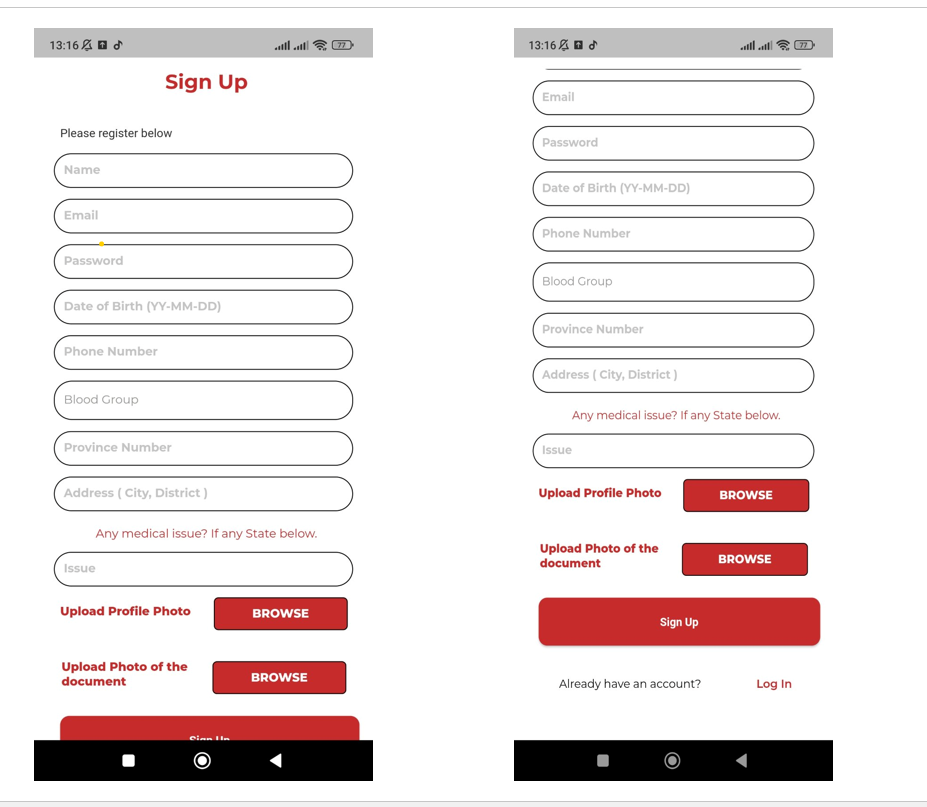 13:16
77
Sign Up
Please register below
Name
Email
Password
Date of Birth (YY-MM-DD)
Phone Number
Blood Group
Province Number
Address ( City, District )
Any medical issue? If any State below.
Issue
Upload Profile Photo
BROWSE
Upload Photo of the
document
BROWSE
Sign Up
13:16
77
Email
Password
Date of Birth (YY-MM-DD)
Phone Number
Blood Group
Province Number
Address ( City, District )
Any medical issue? If any State below.
Issue
Upload Profile Photo
BROWSE
Upload Photo of the
document
BROWSE
Sign Up
Already have an account?
Log In